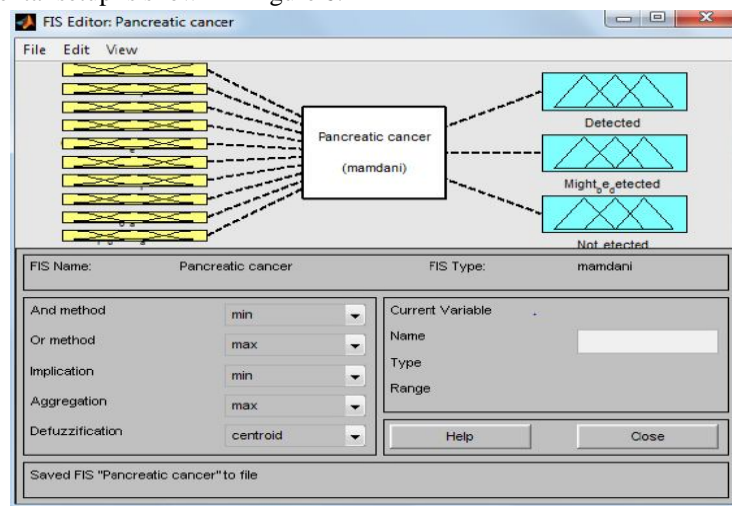 FIS Editor: Pancreatic cancer
File Edit View
Pancreatic cancer
(mamdani)
Detected
Might_be_detected
Not etected
FIS Name: Pancreatic cancer FIS Type: mamdani
And method min
Or method max
Implication min
Aggregation max
Defuzzification centroid
Current Variable
Name
Type
Range
Help Close
Saved FIS "Pancreatic cancer" to file